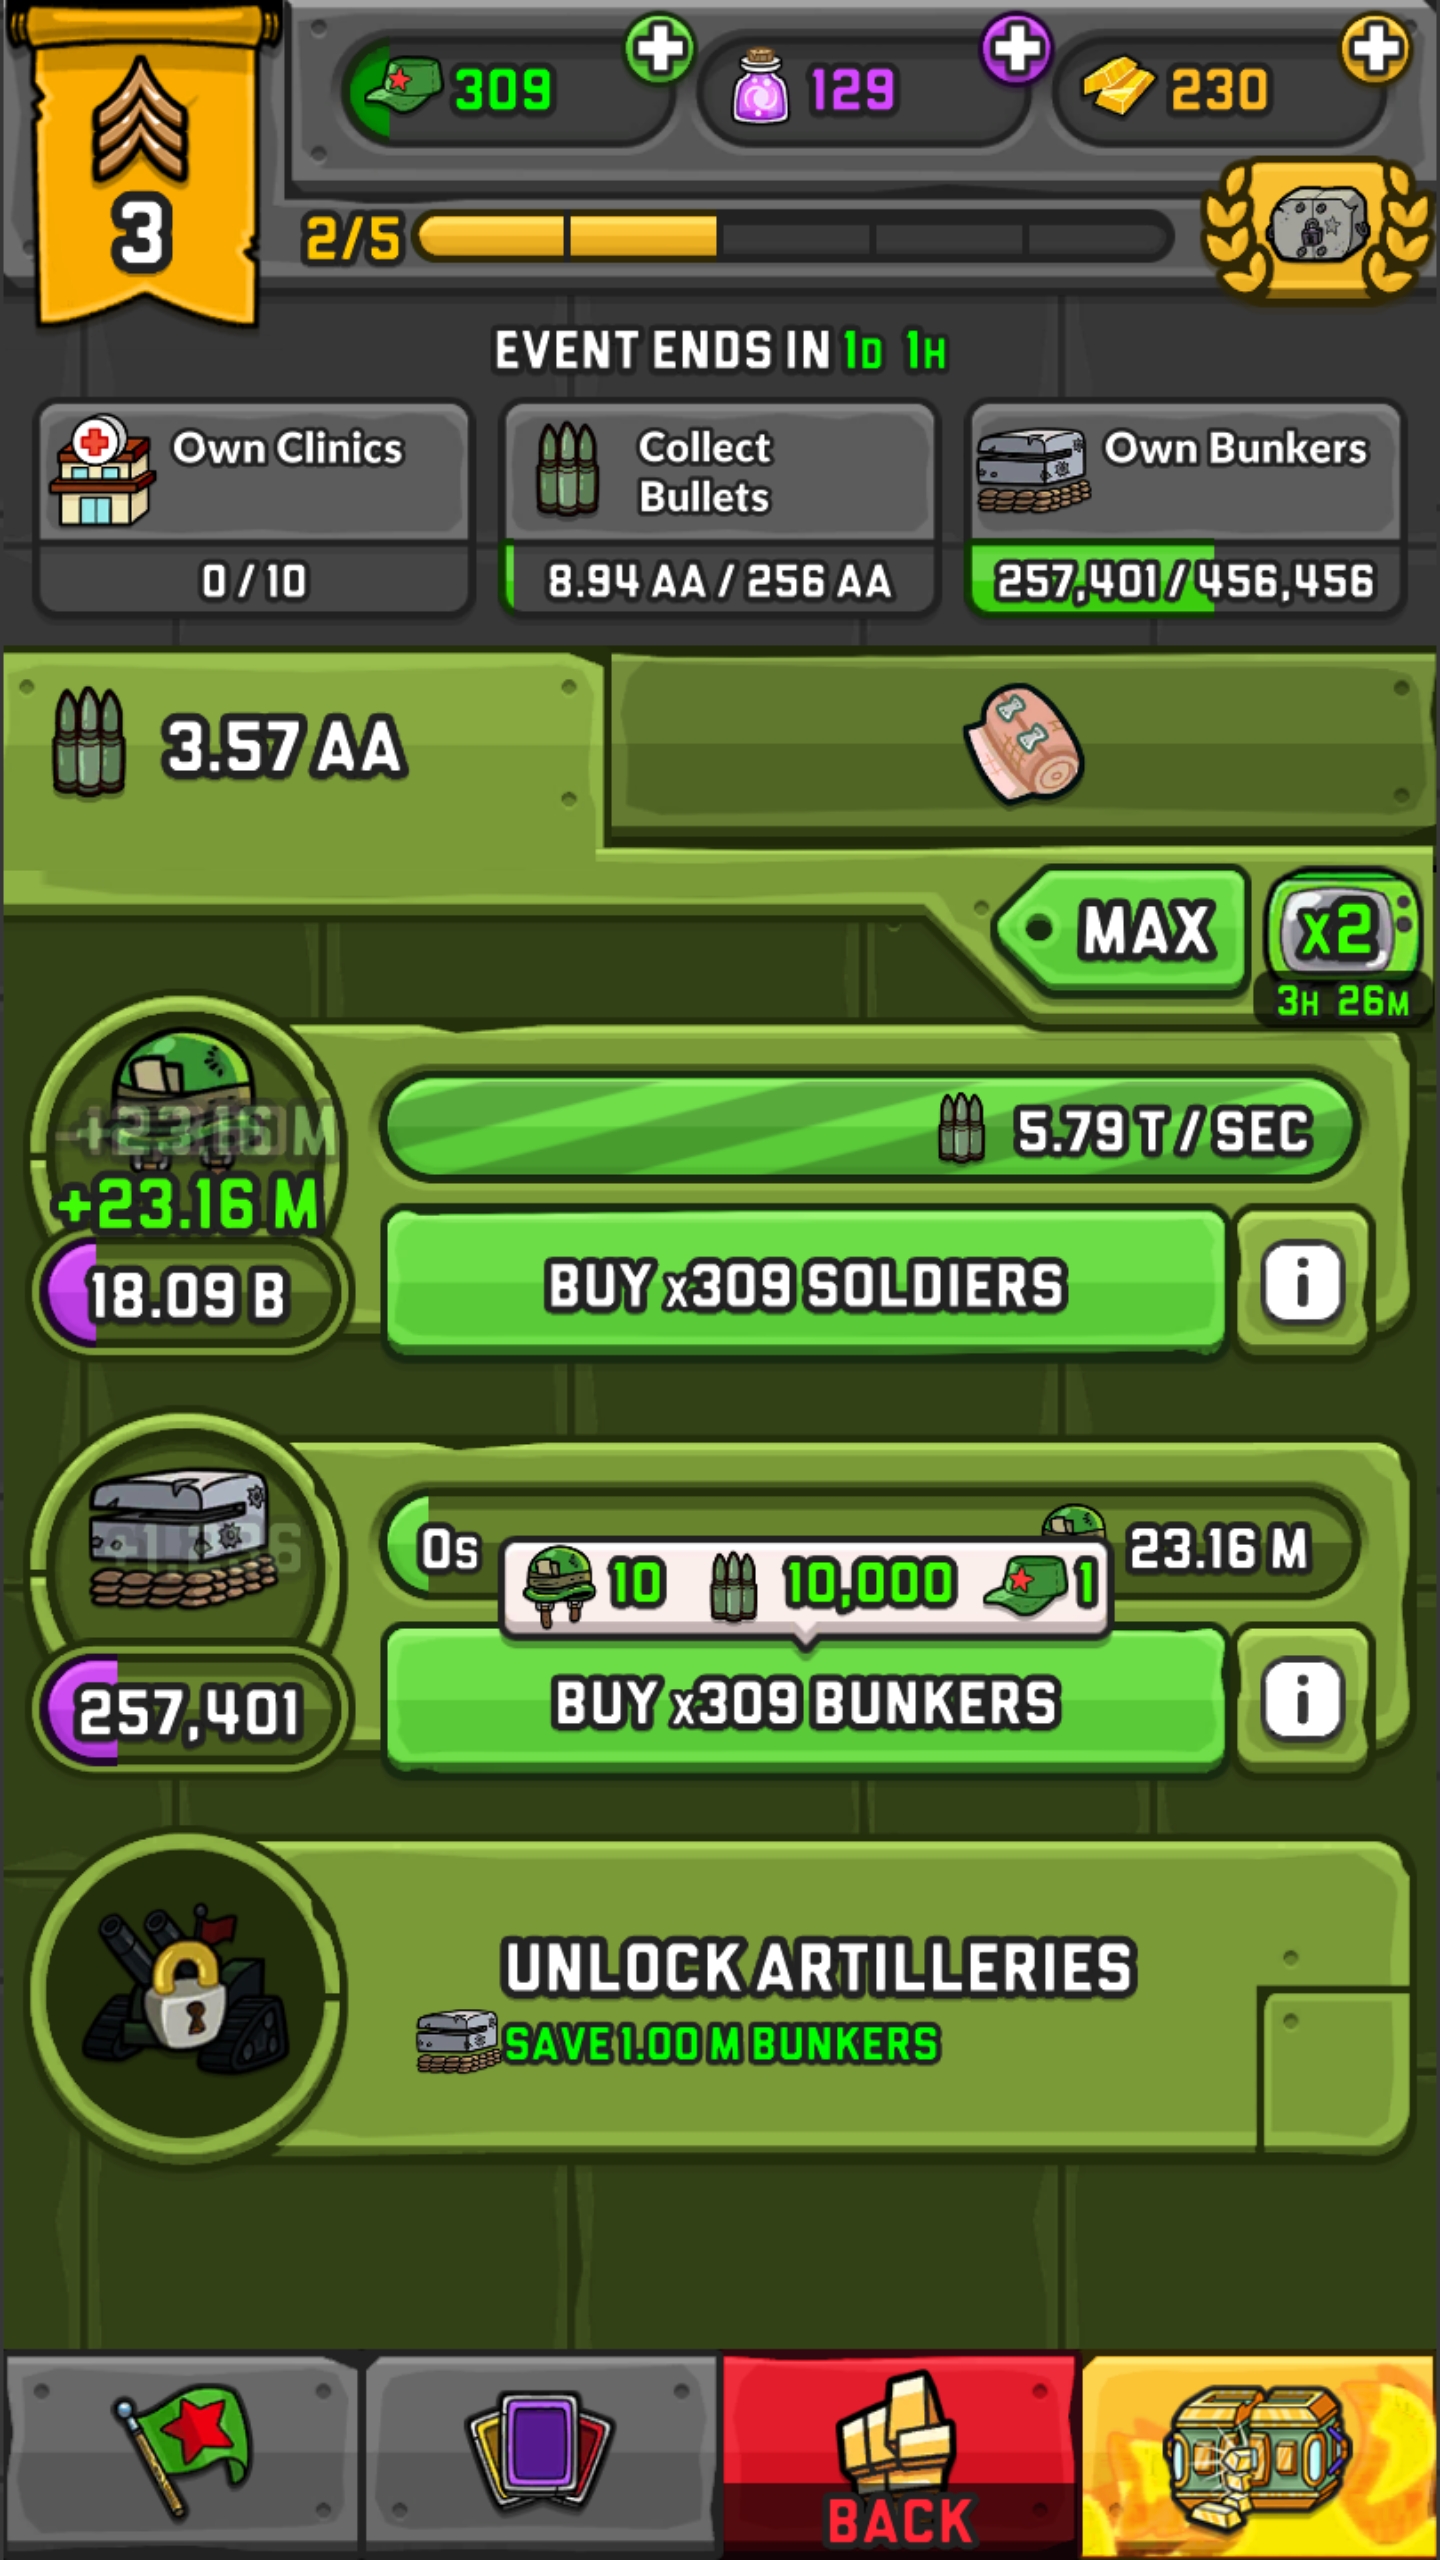 309
129
230
3
2/5
EVENT ENDS IN 1D 1H
Own Clinics
0 / 10
Collect
Bullets
8.94 AA / 256 AA
Own Bunkers
257,401 / 456,456
3.57 AA
MAX
x2
3H 26M
+23.16 M
5.79 T / SEC
18.09 B
BUY x309 SOLDIERS
i
0s
23.16 M
10
10,000
1
257,401
BUY x309 BUNKERS
i
UNLOCK ARTILLERIES
SAVE 1.00 M BUNKERS
BACK